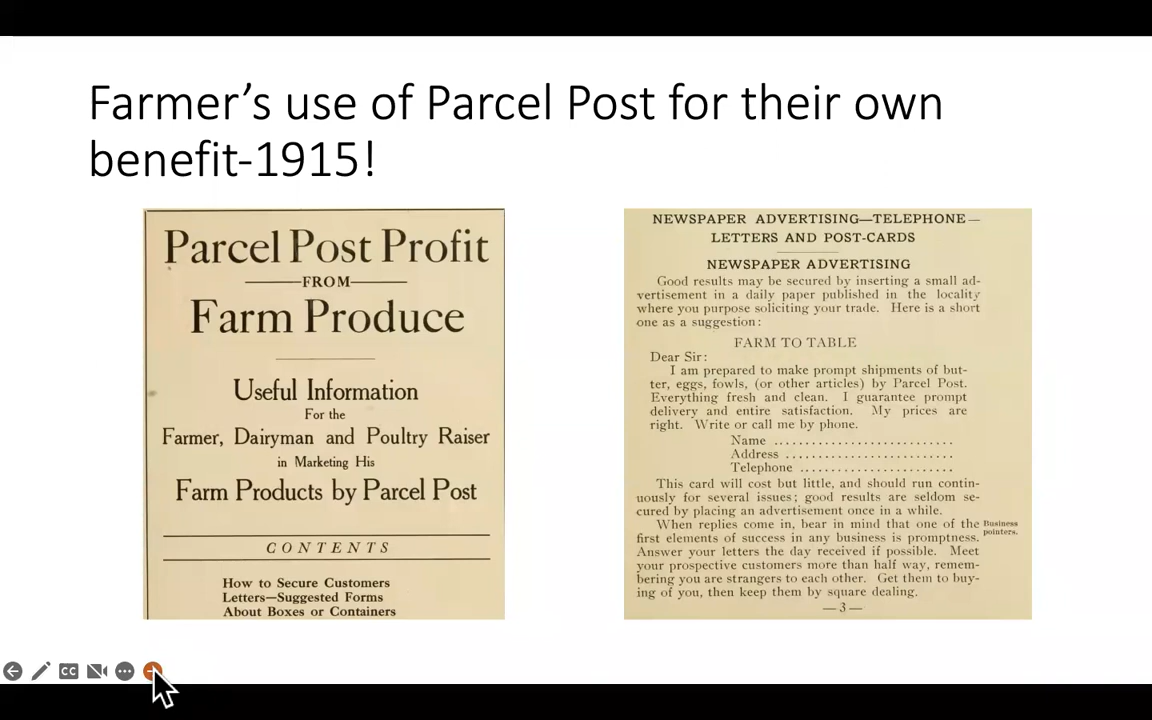 Farmer’s use of Parcel Post for their own
benefit-1915!
Parcel Post Profit
FROM
Farm Produce
Useful Information
For the
Farmer, Dairyman and Poultry Raiser
in Marketing His
Farm Products by Parcel Post
CONTENTS
How to Secure Customers
Letters—Suggested Forms
About Boxes or Containers
NEWSPAPER ADVERTISING—TELEPHONE—
LETTERS AND POST-CARDS
NEWSPAPER ADVERTISING
Good results may be secured by inserting a small ad-
vertisement in a daily paper published in the locality
where you purpose soliciting your trade. Here is a short
one as a suggestion:
FARM TO TABLE
Dear Sir:
I am prepared to make prompt shipments of but-
ter, eggs, fowls, (or other articles) by Parcel Post.
Everything fresh and clean. I guarantee prompt
delivery and entire satisfaction. My prices are
right. Write or call me by phone.
Name ..........................
Address ........................
Telephone ......................
This card will cost but little, and should run contin-
uously for several issues; good results are seldom se-
cured by placing an advertisement once in a while.
When replies come in, bear in mind that one of the
first elements of success in any business is promptness.
Answer your letters the day received if possible. Meet
your prospective customers more than half way, remem-
bering you are strangers to each other. Get them to buy-
ing of you, then keep them by square dealing.
Business
pointers.
—3—
CC